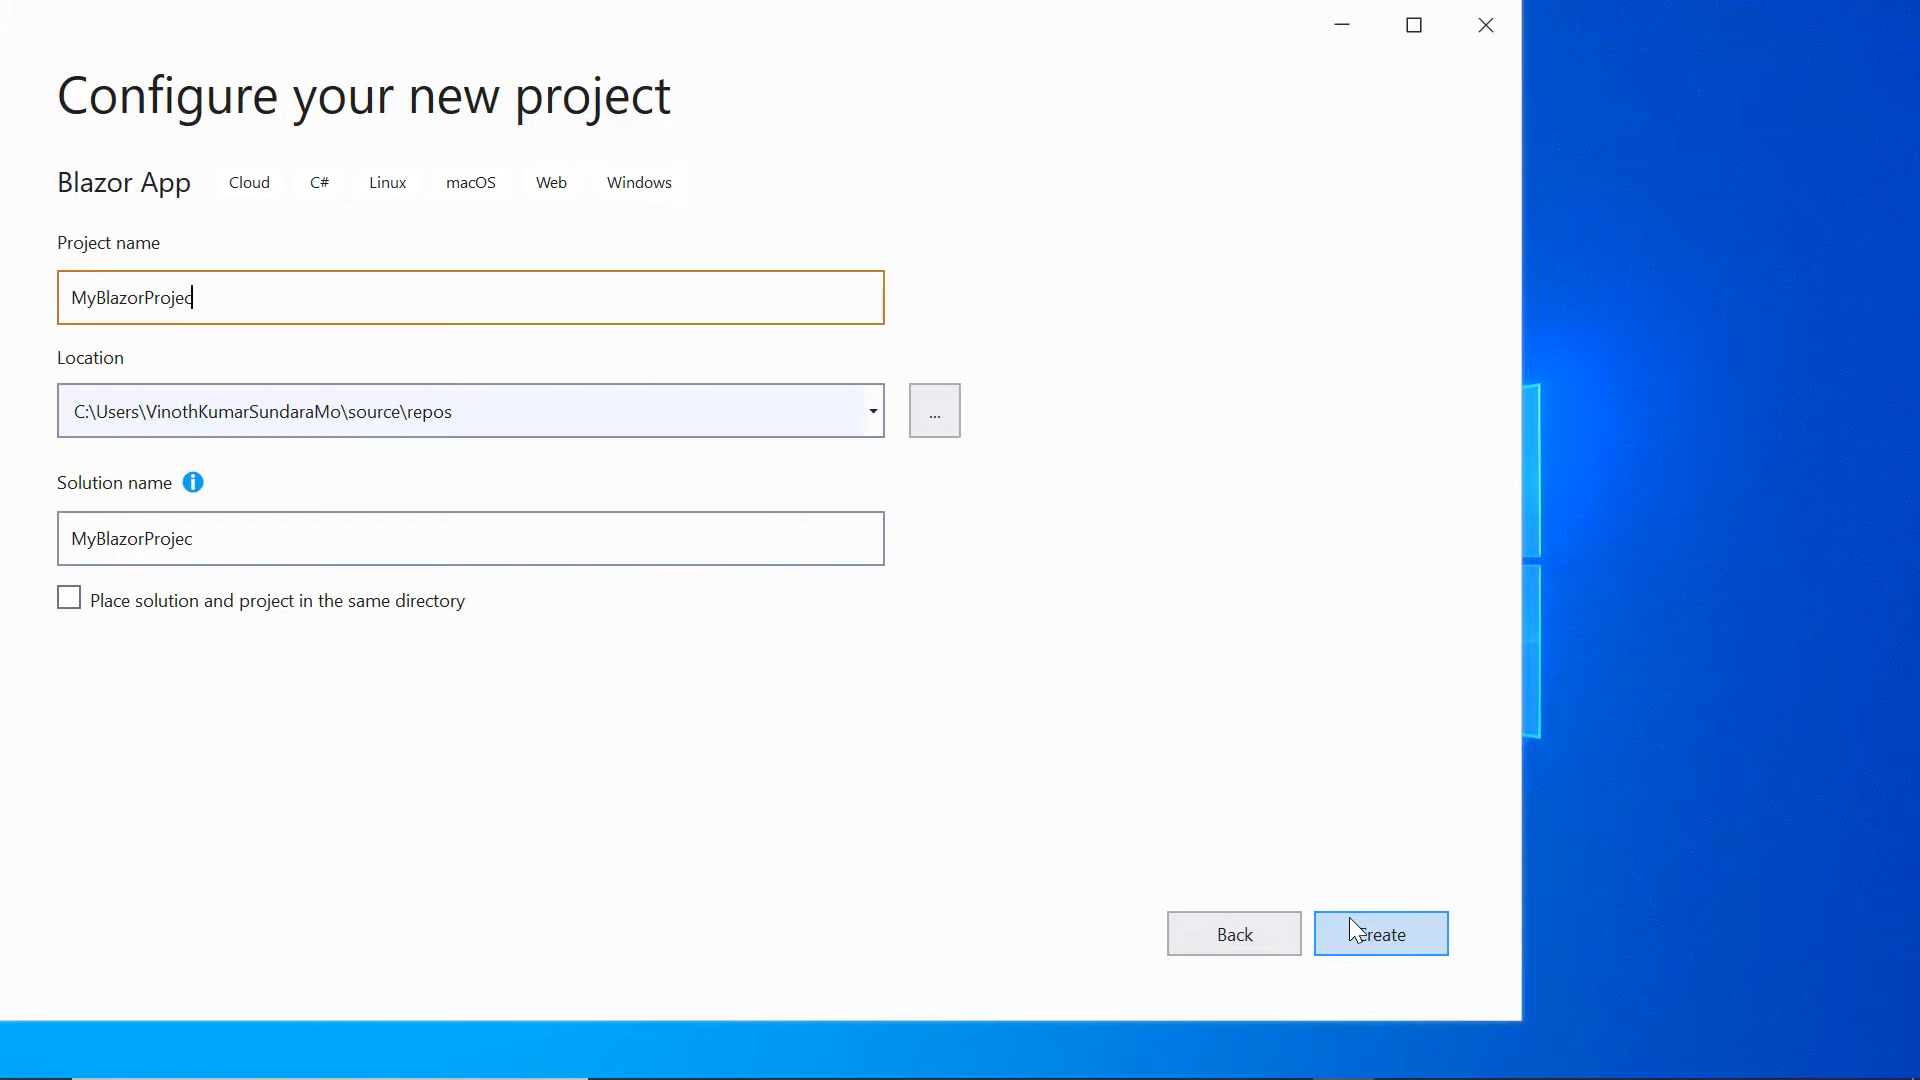 Configure your new project
Blazor App Cloud C# Linux macOS Web Windows
Project name
MyBlazorProjec
Location
C:\Users\VinothKumarSundaraMo\source\repos
...
Solution name
MyBlazorProjec
Place solution and project in the same directory
Back
Create